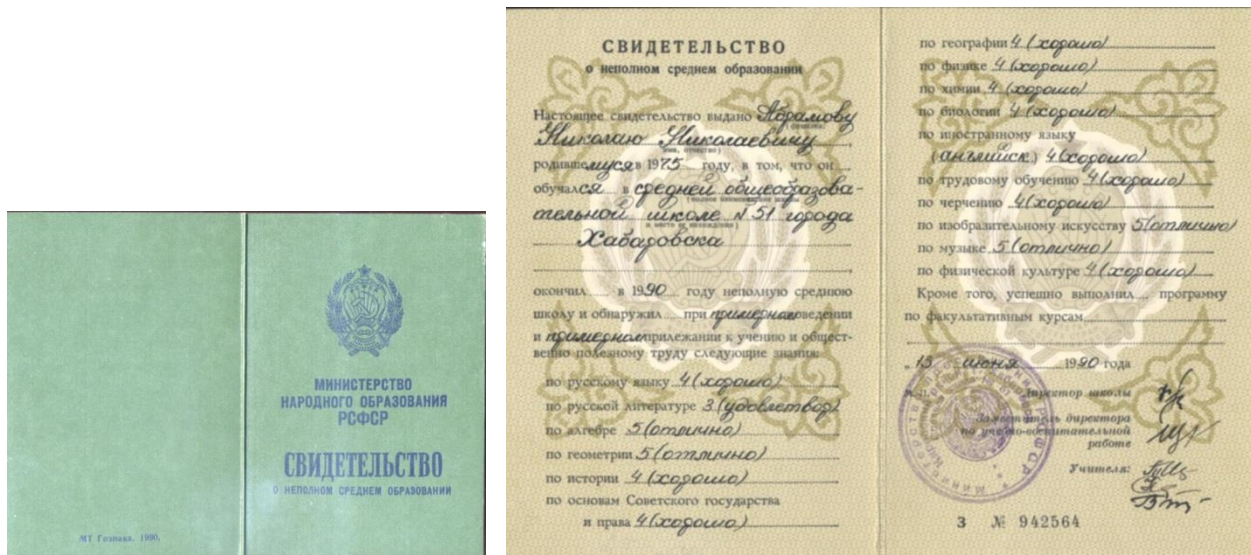 МИНИСТЕРСТВО
НАРОДНОГО ОБРАЗОВАНИЯ
РСФСР
СВИДЕТЕЛЬСТВО
О НЕПОЛНОМ СРЕДНЕМ ОБРАЗОВАНИИ
МТ Гознака. 1990.
СВИДЕТЕЛЬСТВО
о неполном среднем образовании
Настоящее свидетельство выдано Абрамову
(фамилия,
Николаю Николаевичу
имя, отчество)
родившемуся в 1975 году, в том, что он
обучался в средней общеобразова-
тельной школе №51 города
и место ее нахождения)
Хабаровска
окончил в 1990 году неполную среднюю
школу и обнаружил при примерном поведении
и примерном прилежании к учению и общест-
венно полезному труду следующие знания:
по русскому языку 4 (хорошо)
по русской литературе 3 (удовлетвор)
по алгебре 5 (отлично)
по геометрии 5 (отлично)
по истории 4 (хорошо)
по основам Советского государства
и права 4 (хорошо)
по географии 4 (хорошо)
по физике 4 (хорошо)
по химии 4 (хорошо)
по биологии 4 (хорошо)
по иностранному языку
(английск.) 4 (хорошо)
по трудовому обучению 4 (хорошо)
по черчению 4 (хорошо)
по изобразительному искусству 5 (отлично)
по музыке 5 (отлично)
по физической культуре 4 (хорошо)
Кроме того, успешно выполнил программу
по факультативным курсам
„13 июня 1990 года
Директор школы
Заместитель директора
по учебно-воспитательной
работе
Учителя:
З № 942564